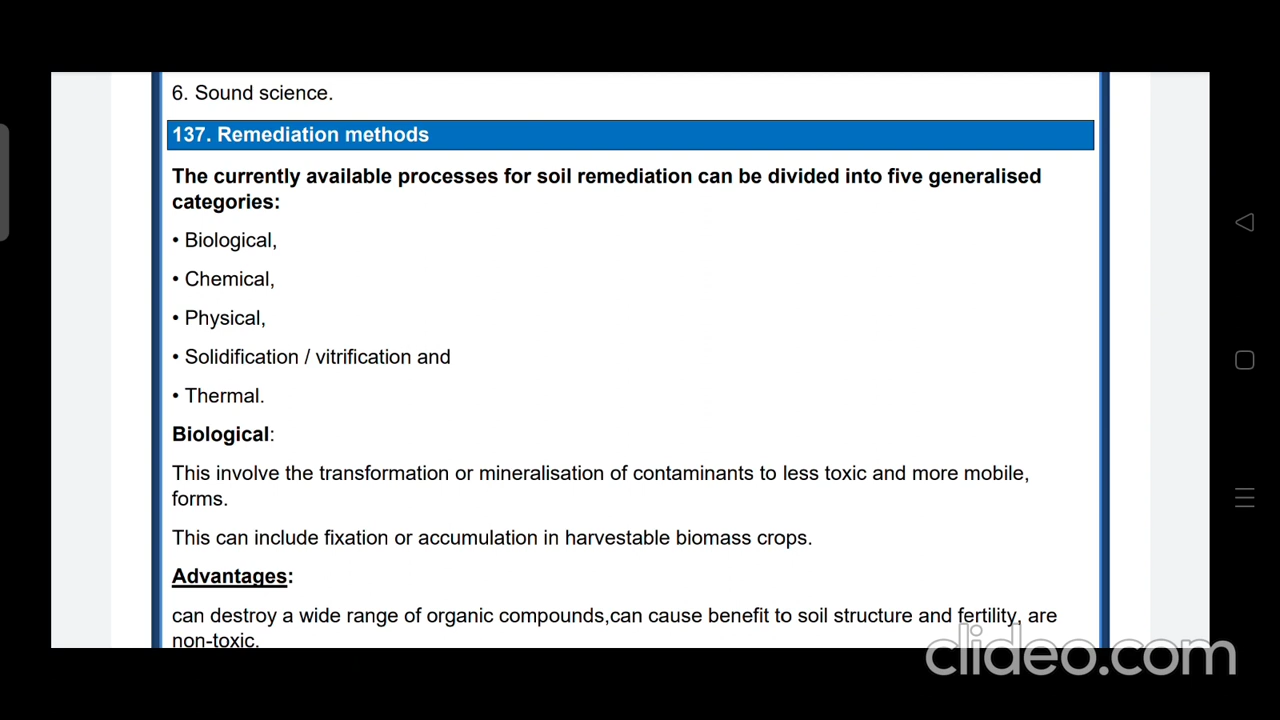 6. Sound science.
137. Remediation methods
The currently available processes for soil remediation can be divided into five generalised
categories:
• Biological,
• Chemical,
• Physical,
• Solidification / vitrification and
• Thermal.
Biological:
This involve the transformation or mineralisation of contaminants to less toxic and more mobile,
forms.
This can include fixation or accumulation in harvestable biomass crops.
Advantages:
can destroy a wide range of organic compounds,can cause benefit to soil structure and fertility, are
non-toxic.
clideo.com